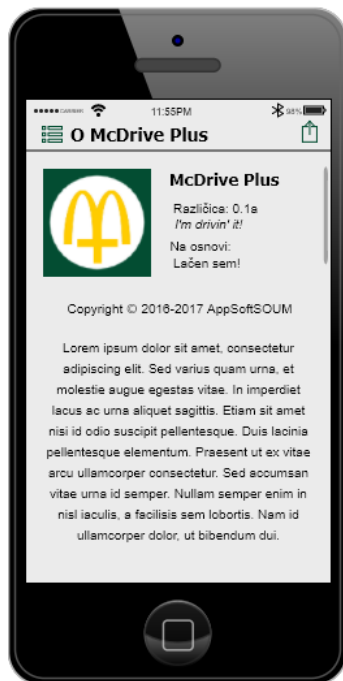 11:55PM
98%
O McDrive Plus
McDrive Plus
Različica: 0.1a
I'm drivin' it!
Na osnovi:
Lačen sem!
Copyright © 2016-2017 AppSoftSOUM
Lorem ipsum dolor sit amet, consectetur
adipiscing elit. Sed varius quam urna, et
molestie augue egestas vitae. In imperdiet
lacus ac urna aliquet sagittis. Etiam sit amet
nisi id odio suscipit pellentesque. Duis lacinia
pellentesque elementum. Praesent ut ex vitae
arcu ullamcorper consectetur. Sed accumsan
vitae urna id semper. Nullam semper enim in
nisl iaculis, a facilisis sem lobortis. Nam id
ullamcorper dolor, ut bibendum dui.